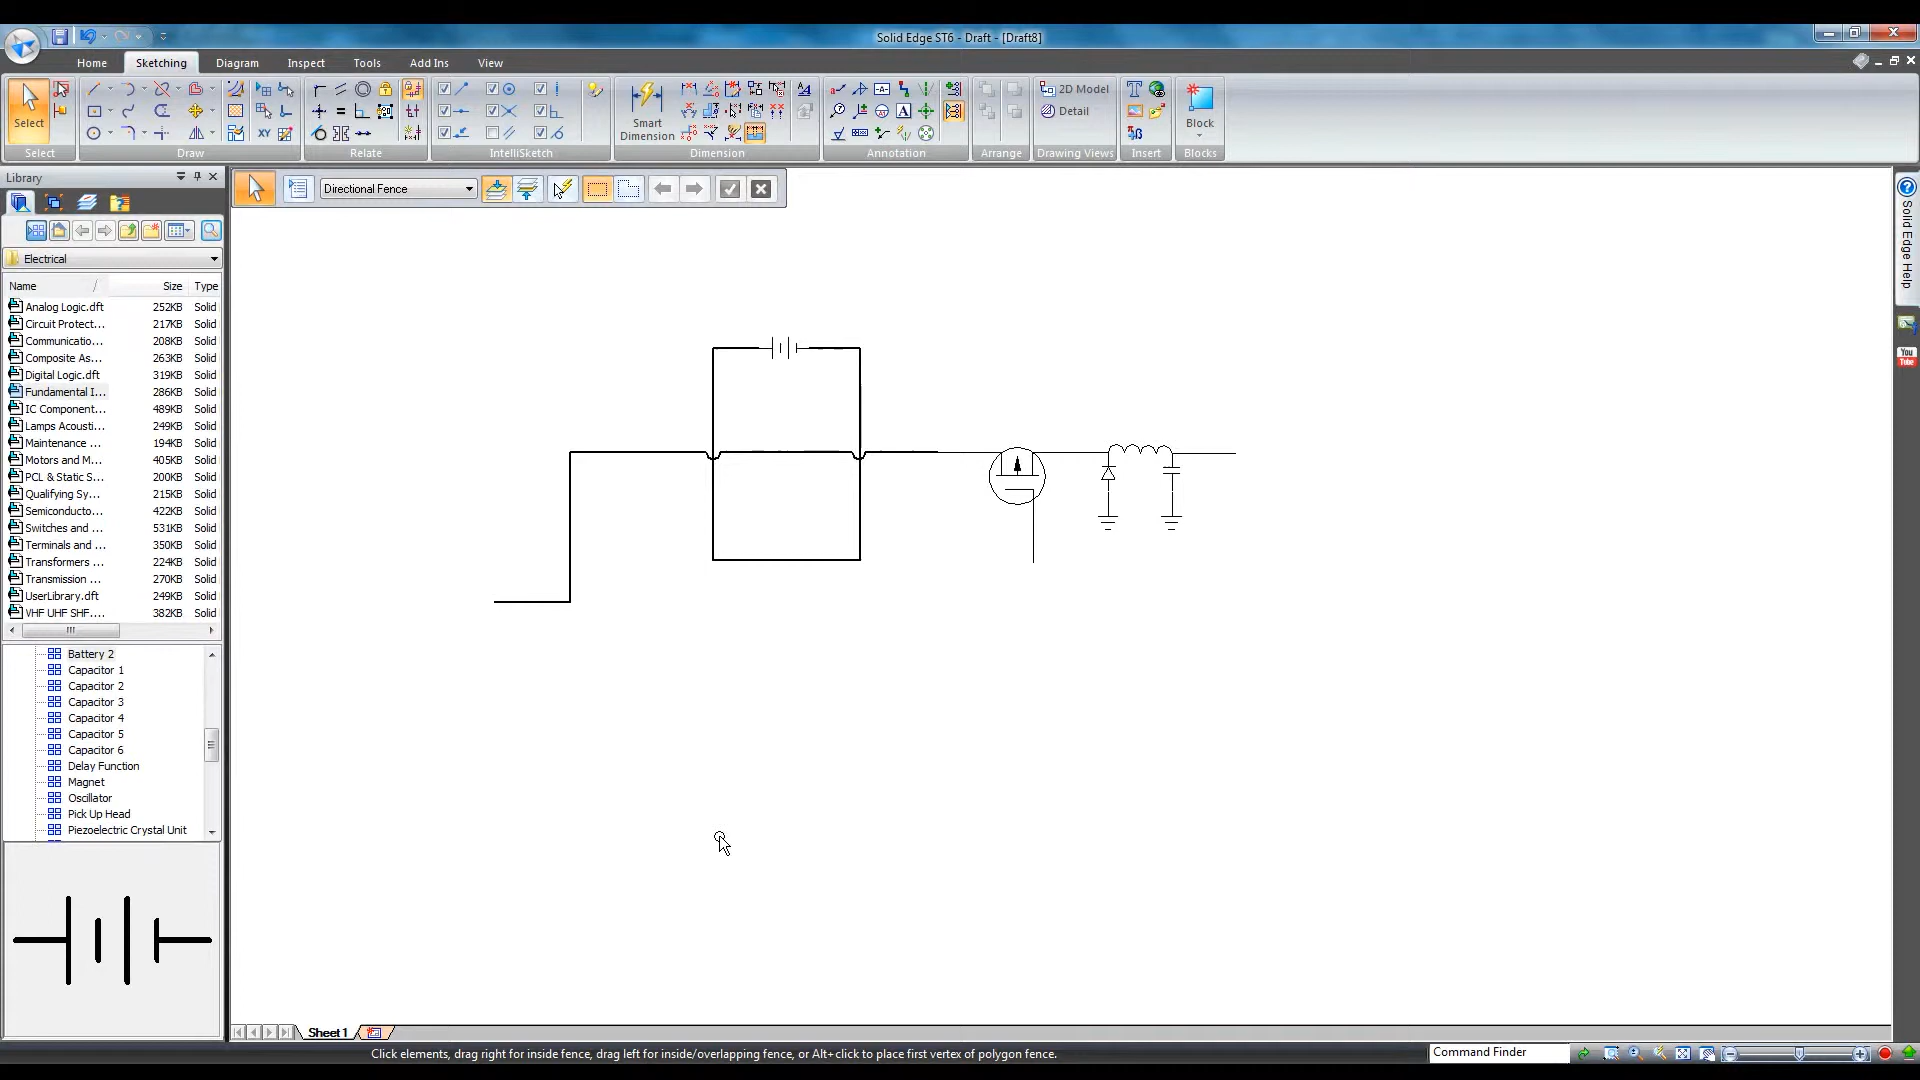 Solid Edge ST6 - Draft - [Draft8]
Home Sketching Diagram Inspect Tools Add Ins View
Select
Smart
Dimension
2D Model
Detail
Block
XY
Select Draw Relate IntelliSketch Dimension Annotation Arrange Drawing Views Insert Blocks
Library
Directional Fence
Electrical
Name Size Type
Analog Logic.dft 252KB Solid
Circuit Protect... 217KB Solid
Communicatio... 208KB Solid
Composite As... 263KB Solid
Digital Logic.dft 319KB Solid
Fundamental I... 286KB Solid
IC Component... 489KB Solid
Lamps Acousti... 249KB Solid
Maintenance ... 194KB Solid
Motors and M... 405KB Solid
PCL & Static S... 200KB Solid
Qualifying Sy... 215KB Solid
Semiconducto... 422KB Solid
Switches and ... 531KB Solid
Terminals and ... 350KB Solid
Transformers ... 224KB Solid
Transmission ... 270KB Solid
UserLibrary.dft 249KB Solid
VHF UHF SHF.... 382KB Solid
Battery 2
Capacitor 1
Capacitor 2
Capacitor 3
Capacitor 4
Capacitor 5
Capacitor 6
Delay Function
Magnet
Oscillator
Pick Up Head
Piezoelectric Crystal Unit
Solid Edge Help
You
Tube
Sheet1
Click elements, drag right for inside fence, drag left for inside/overlapping fence, or Alt+click to place first vertex of polygon fence.
Command Finder